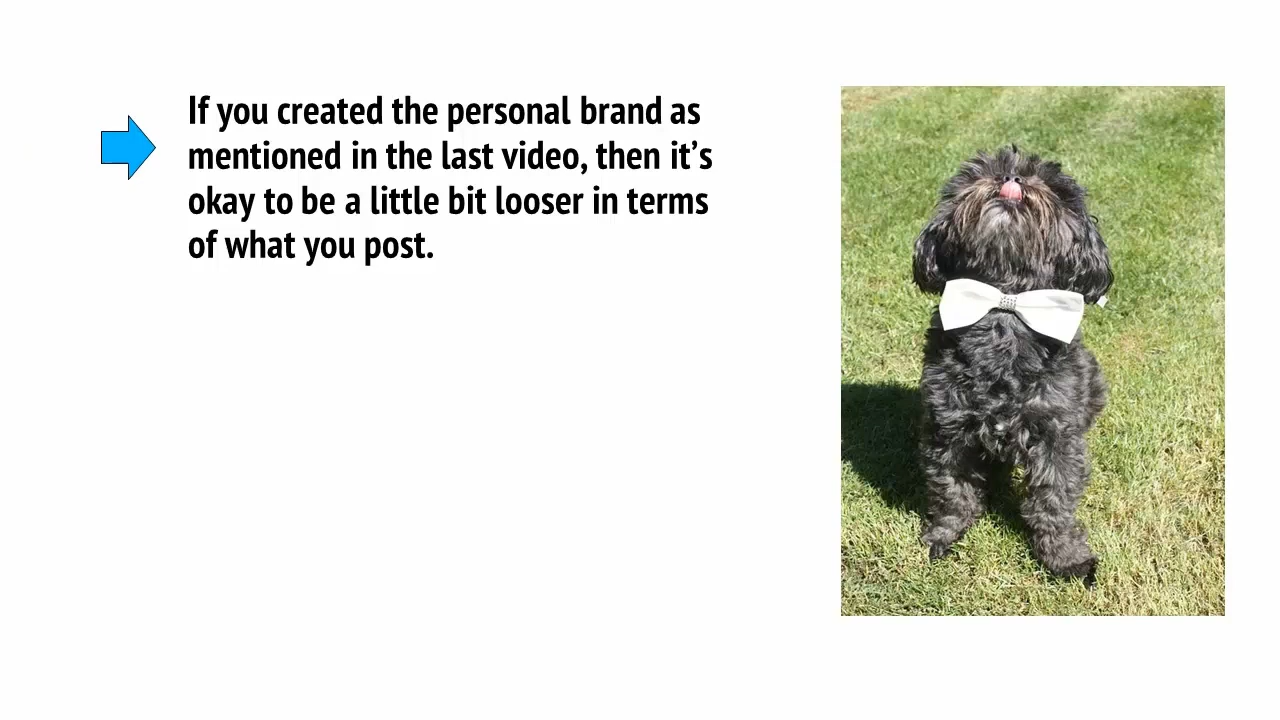 If you created the personal brand as
mentioned in the last video, then it’s
okay to be a little bit looser in terms
of what you post.